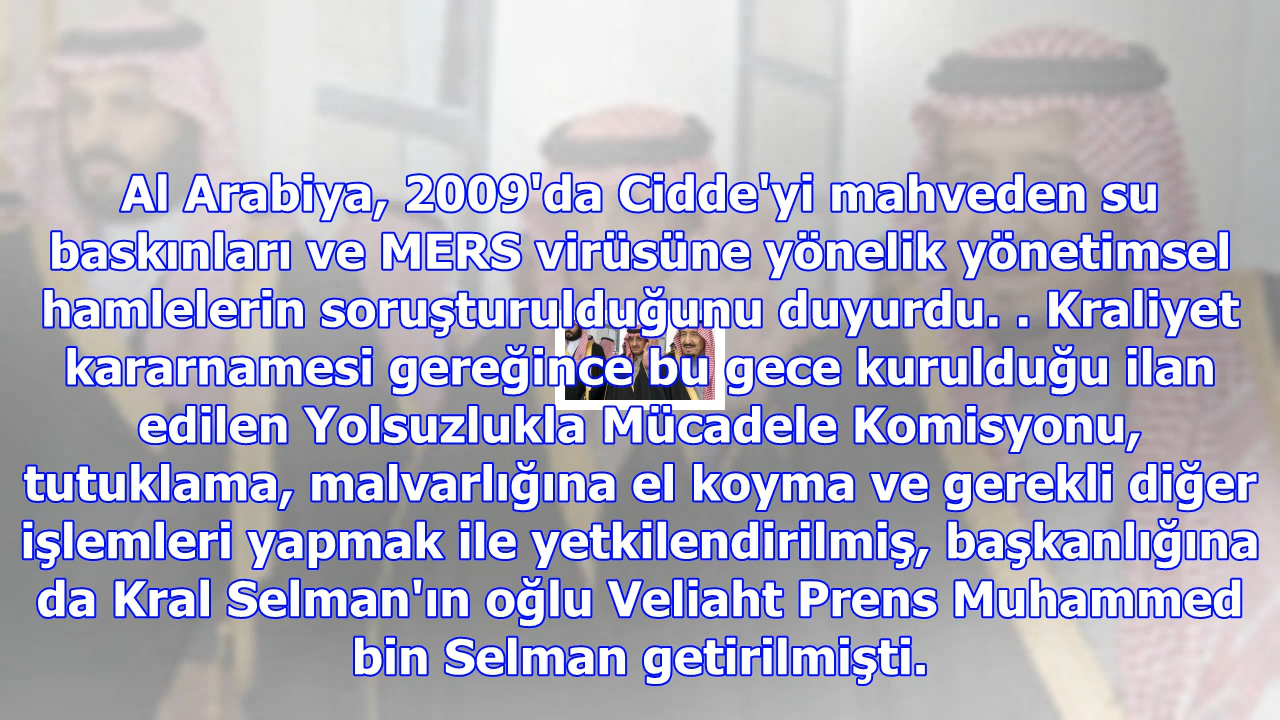 Al Arabiya, 2009'da Cidde'yi mahveden su
baskınları ve MERS virüsüne yönelik yönetimsel
hamlelerin soruşturulduğunu duyurdu. . Kraliyet
kararnamesi gereğince bu gece kurulduğu ilan
edilen Yolsuzlukla Mücadele Komisyonu,
tutuklama, malvarlığına el koyma ve gerekli diğer
işlemleri yapmak ile yetkilendirilmiş, başkanlığına
da Kral Selman'ın oğlu Veliaht Prens Muhammed
bin Selman getirilmişti.